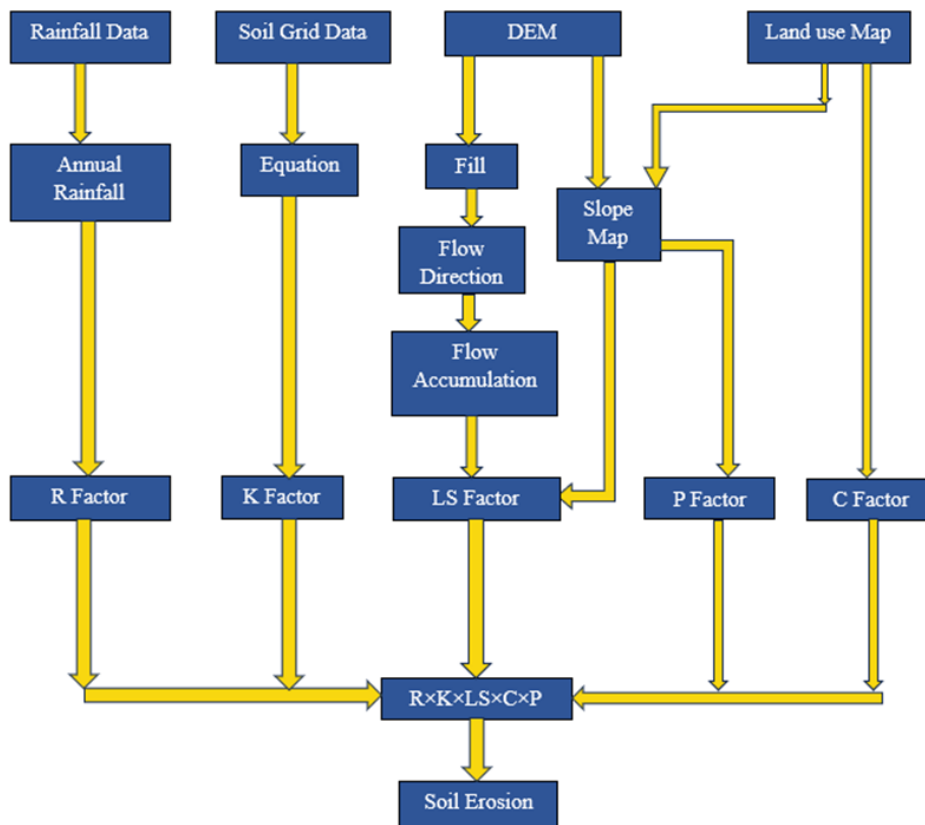 Rainfall Data
Soil Grid Data
DEM
Land use Map
Annual
Rainfall
Equation
Fill
Slope
Map
Flow
Direction
Flow
Accumulation
R Factor
K Factor
LS Factor
P Factor
C Factor
R×K×LS×C×P
Soil Erosion